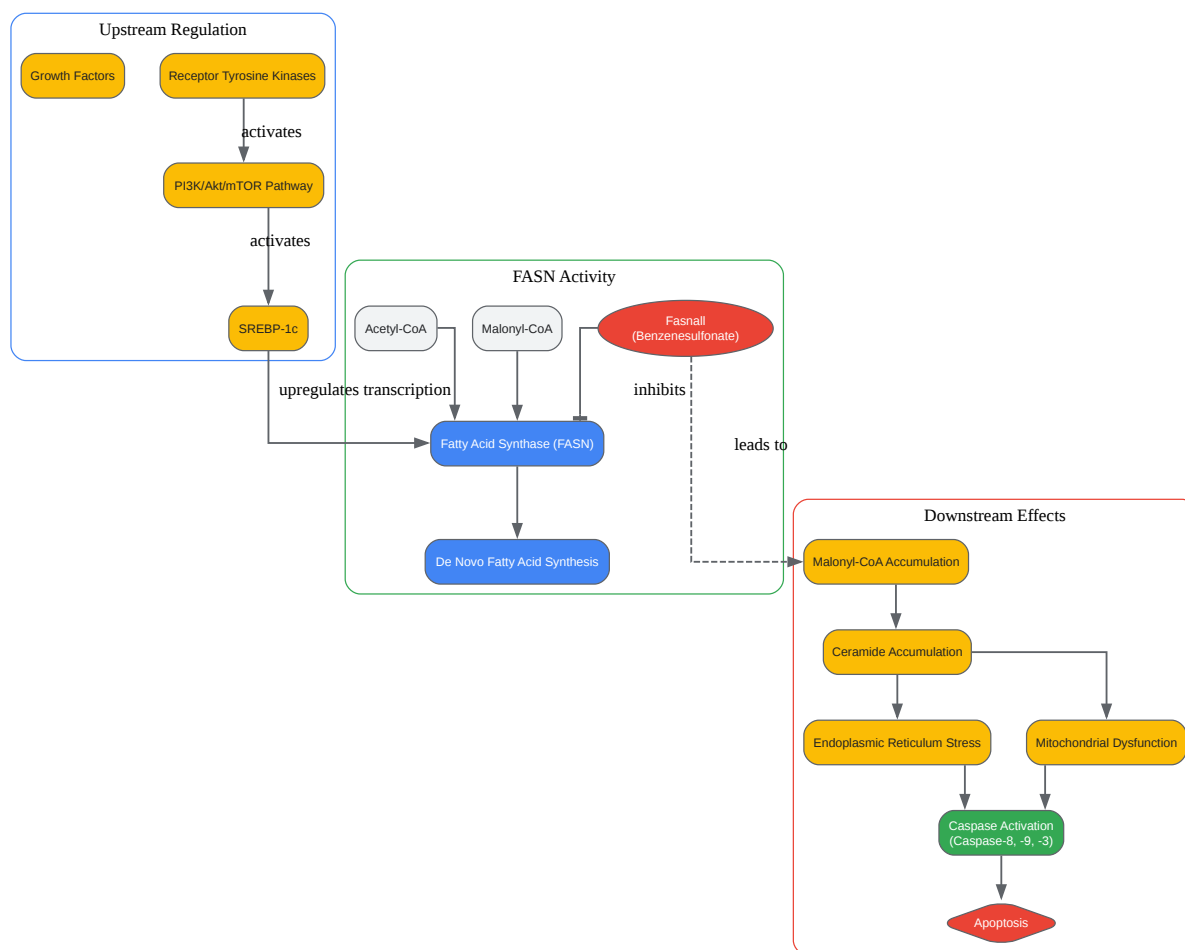 Upstream Regulation
Growth Factors
Receptor Tyrosine Kinases
activates
PI3K/Akt/mTOR Pathway
activates
SREBP-1c
upregulates transcription
FASN Activity
Acetyl-CoA
Malonyl-CoA
Fasnall
(Benzenesulfonate)
inhibits
Fatty Acid Synthase (FASN)
leads to
De Novo Fatty Acid Synthesis
Downstream Effects
Malonyl-CoA Accumulation
Ceramide Accumulation
Endoplasmic Reticulum Stress
Mitochondrial Dysfunction
Caspase Activation
(Caspase-8, -9, -3)
Apoptosis